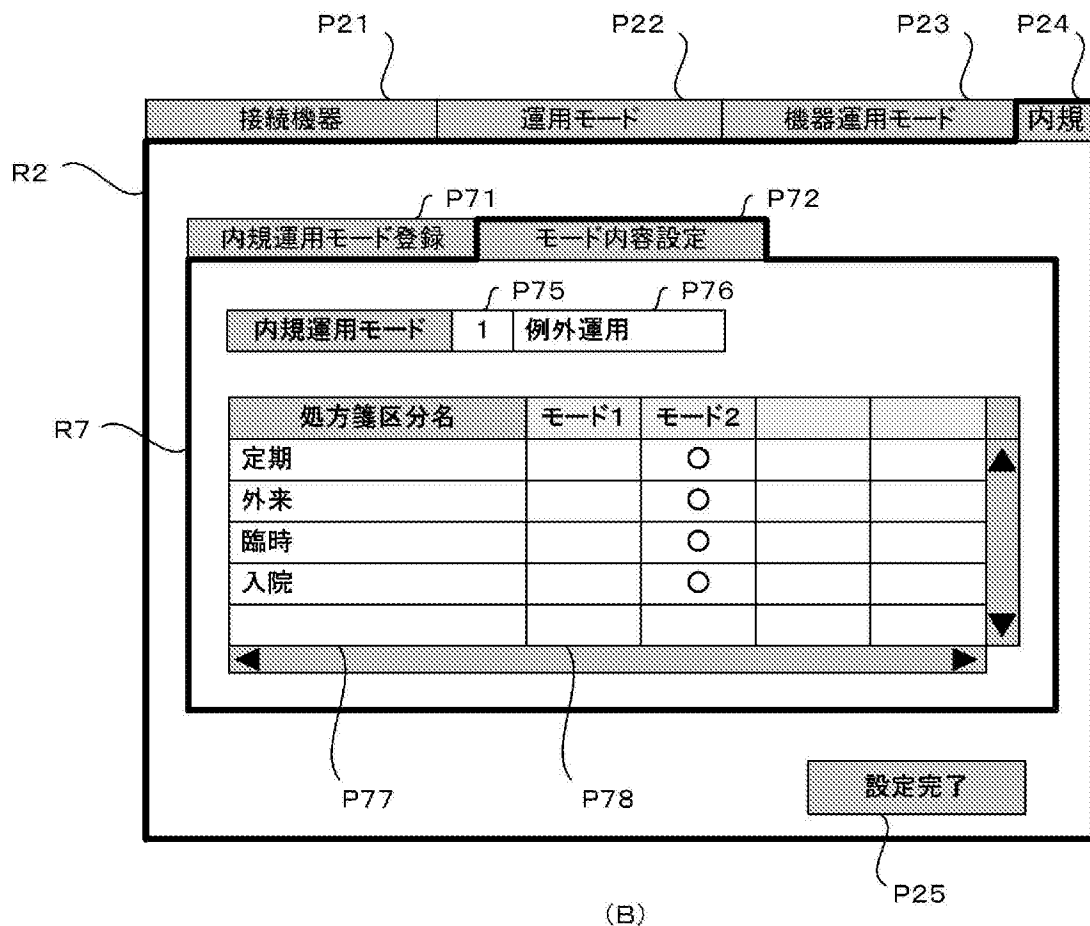 P21 P22 P23 P24
接続機器 運用モード 機器運用モード 内規
R2
P71 P72
内規運用モード登録 モード内容設定
P75 P76
内規運用モード 1 例外運用
R7
処方箋区分名 モード1 モード2
定期 ○
外来 ○
臨時 ○
入院 ○
P77 P78
設定完了
P25
(B)